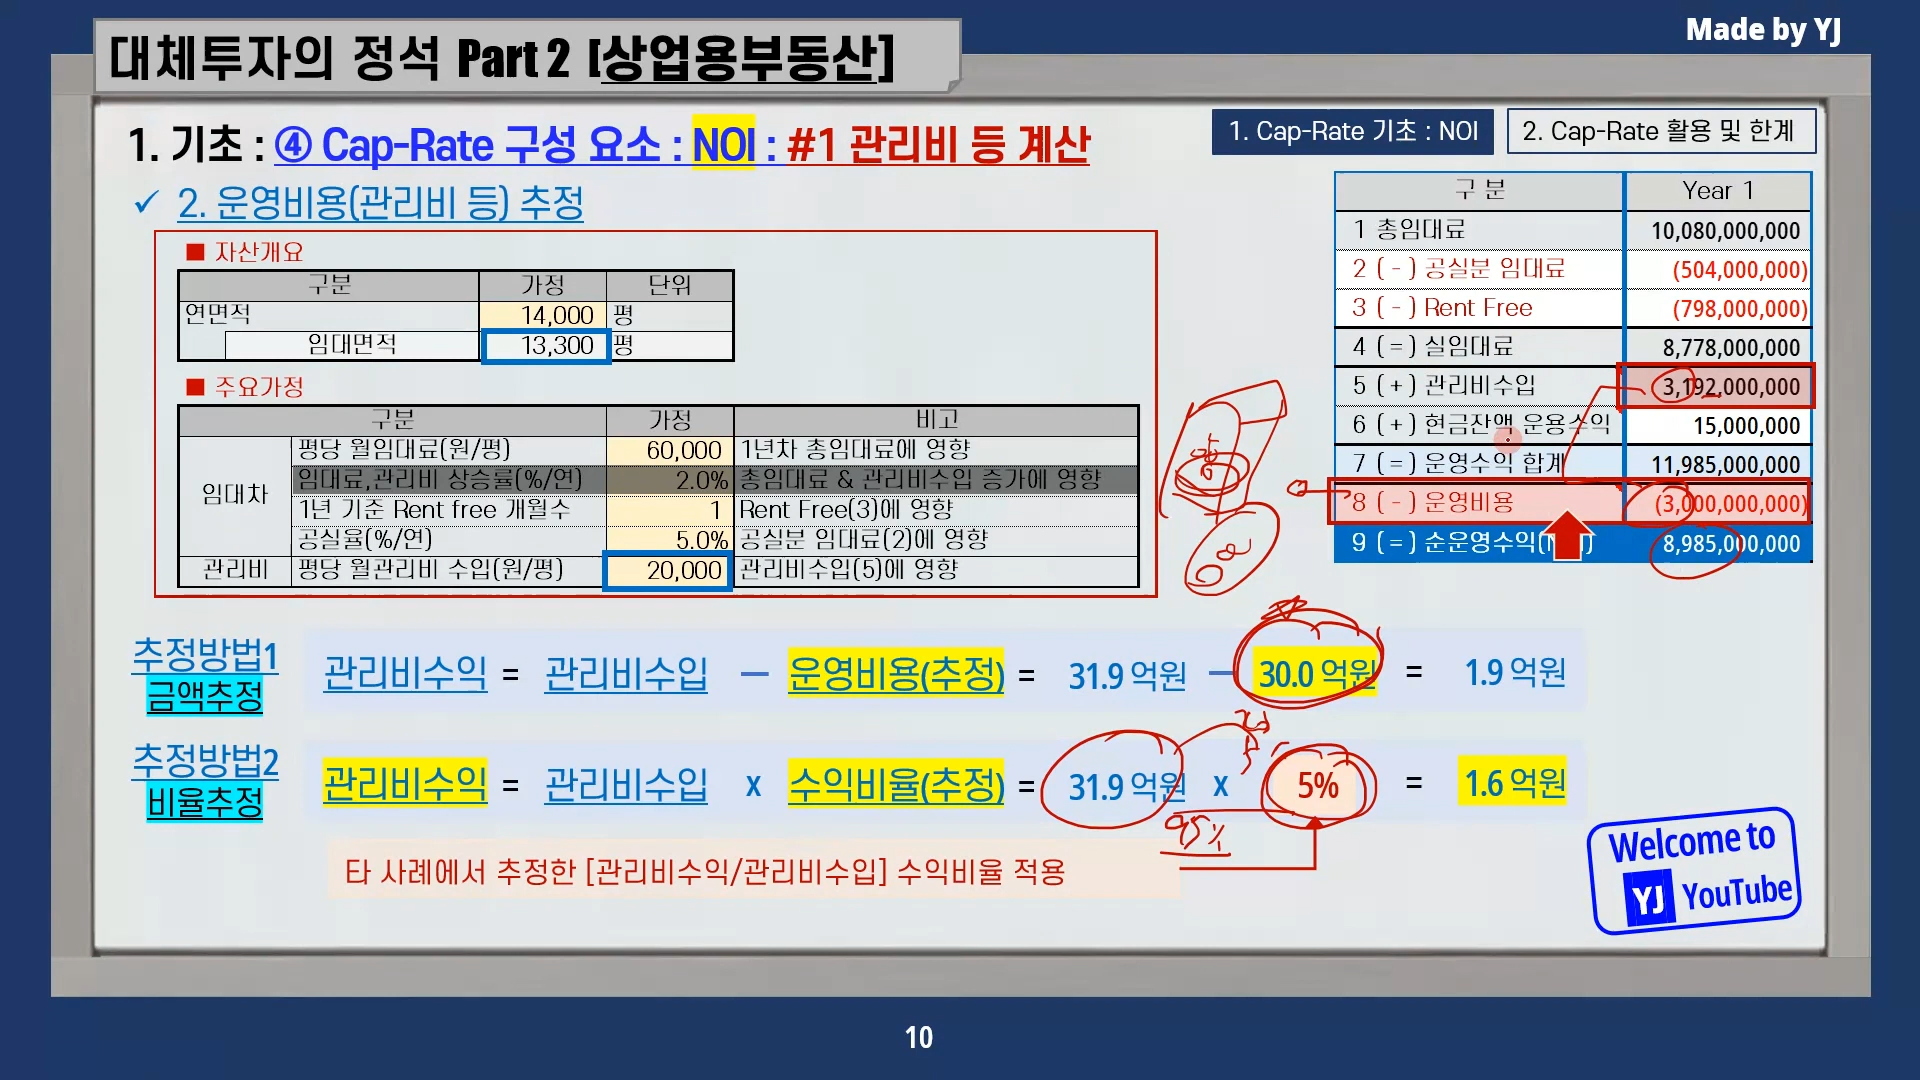 대체투자의 정석 Part 2 [상업용부동산]
Made by YJ
1. 기초 : ④ Cap-Rate 구성 요소 : NOI : #1 관리비 등 계산
1. Cap-Rate 기초 : NOI
2. Cap-Rate 활용 및 한계
✓ 2. 운영비용(관리비 등) 추정
■ 자산개요
구분 가정 단위
연면적 14,000 평
임대면적 13,300 평
■ 주요가정
구분 가정 비고
임대차
평당 월임대료(원/평) 60,000 1년차 총임대료에 영향
임대료,관리비 상승률(%/연) 2.0% 총임대료 & 관리비수입 증가에 영향
1년 기준 Rent free 개월수 1 Rent Free(3)에 영향
공실율(%/연) 5.0% 공실분 임대료(2)에 영향
관리비 평당 월관리비 수입(원/평) 20,000 관리비수입(5)에 영향
구 분 Year 1
1 총임대료 10,080,000,000
2 ( - ) 공실분 임대료 (504,000,000)
3 ( - ) Rent Free (798,000,000)
4 ( = ) 실임대료 8,778,000,000
5 ( + ) 관리비수입 3,192,000,000
6 ( + ) 현금잔액 운용수익 15,000,000
7 ( = ) 운영수익 합계 11,985,000,000
8 ( - ) 운영비용 (3,000,000,000)
9 ( = ) 순운영수익 8,985,000,000
추정방법1
금액추정
관리비수익 = 관리비수입 － 운영비용(추정) = 31.9 억원 － 30.0 억원 = 1.9 억원
추정방법2
비율추정
관리비수익 = 관리비수입 x 수익비율(추정) = 31.9 억원 x 5% = 1.6 억원
95%
타 사례에서 추정한 [관리비수익/관리비수입] 수익비율 적용
Welcome to
YJ YouTube
10